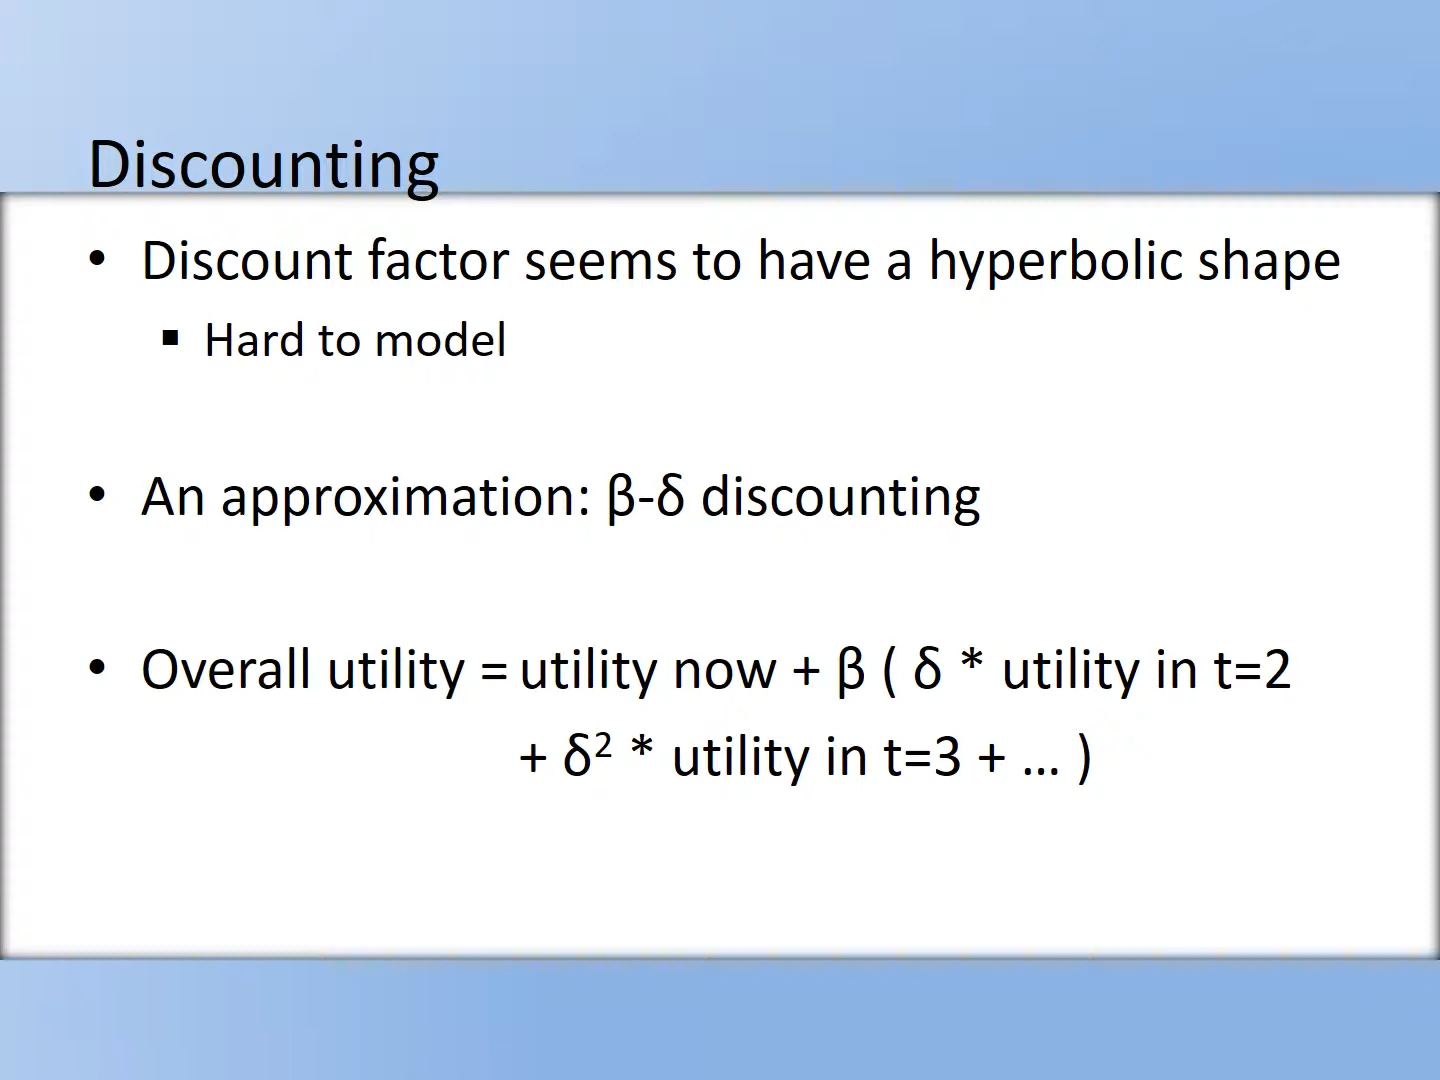 Discounting
• Discount factor seems to have a hyperbolic shape
▪ Hard to model
• An approximation: β-δ discounting
• Overall utility = utility now + β ( δ * utility in t=2
+ δ² * utility in t=3 + … )